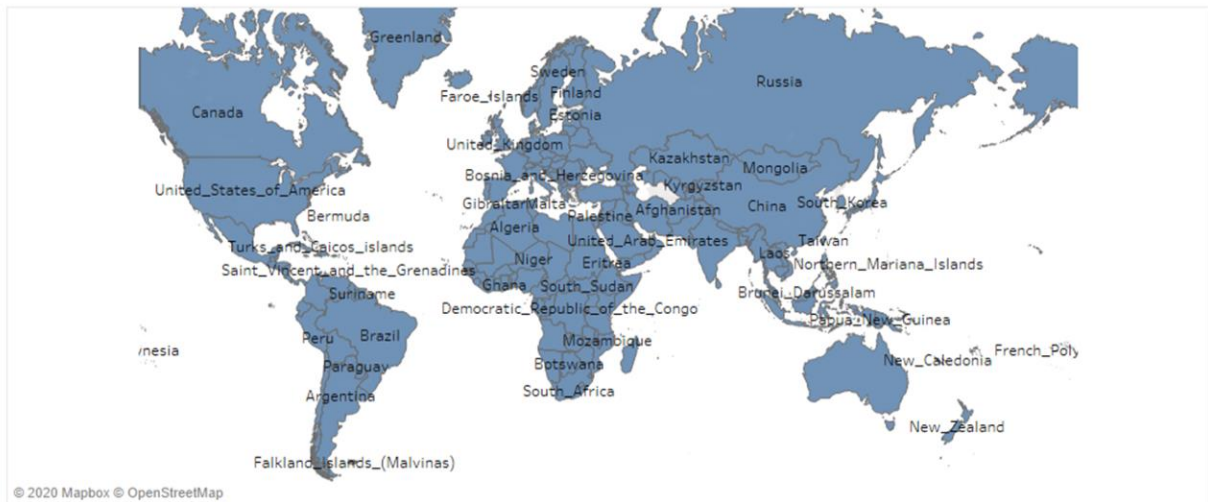 Greenland
Sweden
Russia
Faroe_Islands
Finland
Canada
Estonia
United_Kingdom
Kazakhstan
Mongolia
Bosnia_and_Herzegovina
Kyrgyzstan
United_States_of_America
China
South_Korea
Gibraltar
Malta
Palestine
Afghanistan
Bermuda
Algeria
Turks_and_Caicos_islands
United_Arab_Emirates
Taiwan
Laos
Niger
Eritrea
Northern_Mariana_Islands
Saint_Vincent_and_the_Grenadines
Ghana
South_Sudan
Suriname
Brunei_Darussalam
Democratic_Republic_of_the_Congo
Papua_New_Guinea
Peru
Brazil
Mozambique
ynesia
French_Poly
New_Caledonia
Paraguay
Botswana
South_Africa
Argentina
New_Zealand
Falkland_Islands_(Malvinas)
© 2020 Mapbox © OpenStreetMap